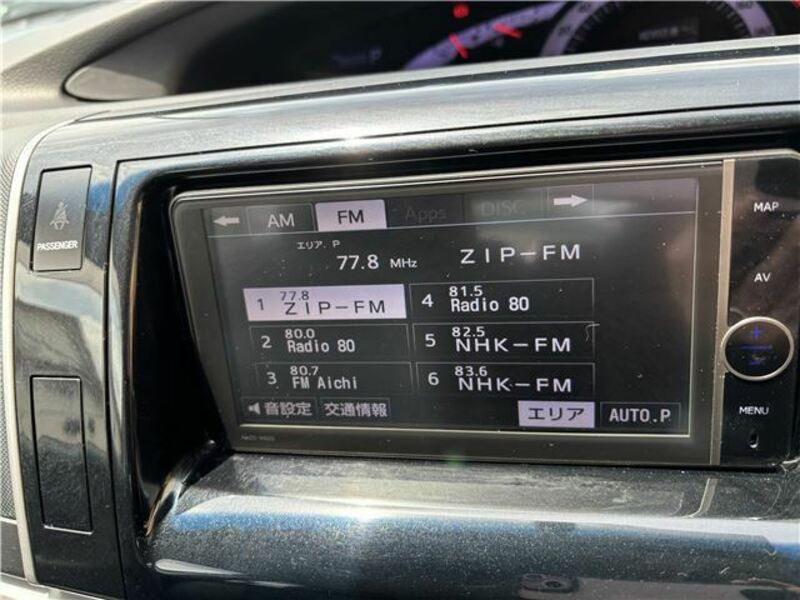 PASSENGER
AM FM Apps DISC
エリア. P
77.8 MHz ZIP-FM
1 77.8 ZIP-FM
2 80.0 Radio 80
3 80.7 FM Aichi
4 81.5 Radio 80
5 82.5 NHK-FM
6 83.6 NHK-FM
音設定 交通情報 エリア AUTO.P
MAP
AV
MENU